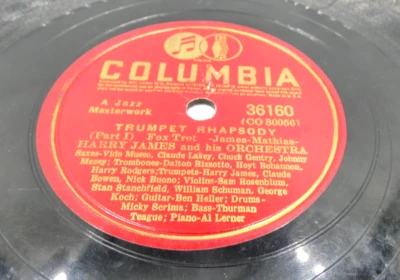 COLUMBIA
A Jazz
Masterwork
36160
(CO 30056)
TRUMPET RHAPSODY
(Part I) Fox Trot -James-Mathias-
HARRY JAMES and his ORCHESTRA
Saxes-Vido Musso, Claude Lakey, Chuck Gentry, Johnny
Mezey; Trombones-Dalton Rizzotto, Hoyt Bohannon,
Harry Rodgers; Trumpets-Harry James, Claude
Bowen, Nick Buono; Violins-Sam Rosenblum,
Stan Stanchfield, William Schuman, George
Koch; Guitar-Ben Heller; Drums-
Micky Scrima; Bass-Thurman
Teague; Piano-Al Lerner